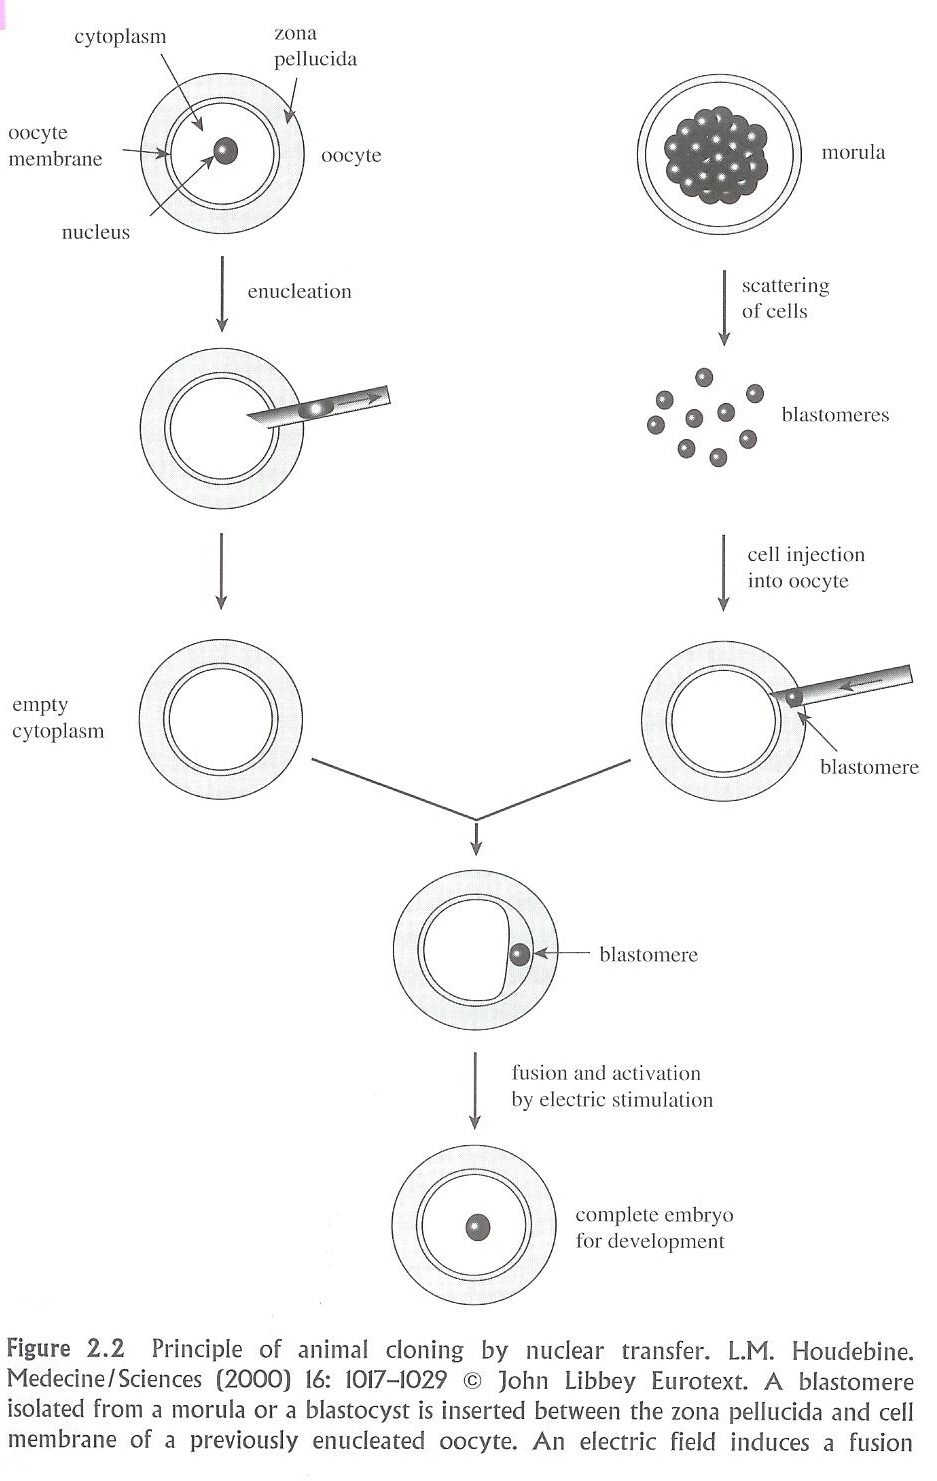 cytoplasm
zona
pellucida
oocyte
membrane
oocyte
nucleus
morula
enucleation
scattering
of cells
blastomeres
cell injection
into oocyte
empty
cytoplasm
blastomere
blastomere
fusion and activation
by electric stimulation
complete embryo
for development
Figure 2.2 Principle of animal cloning by nuclear transfer. L.M. Houdebine.
Medecine/Sciences (2000) 16: 1017–1029 © John Libbey Eurotext. A blastomere
isolated from a morula or a blastocyst is inserted between the zona pellucida and cell
membrane of a previously enucleated oocyte. An electric field induces a fusion